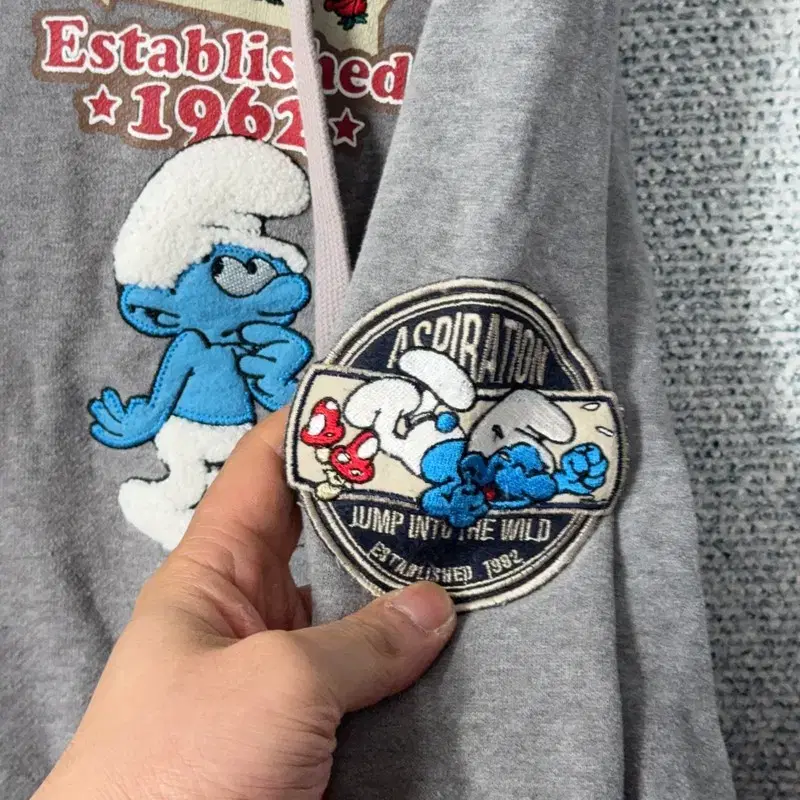 Established
1962
ASPIRATION
JUMP INTO THE WILD
ESTABLISHED 1982